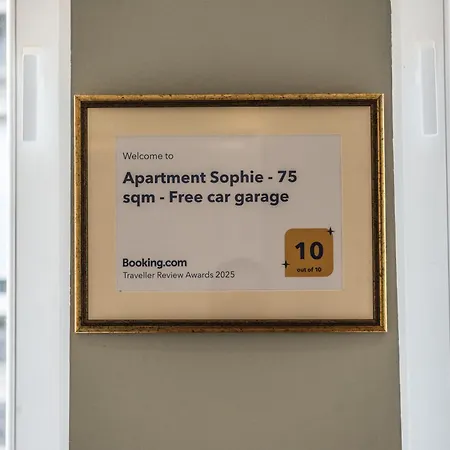 Welcome to
Apartment Sophie - 75
sqm - Free car garage
10
out of 10
Booking.com
Traveller Review Awards 2025